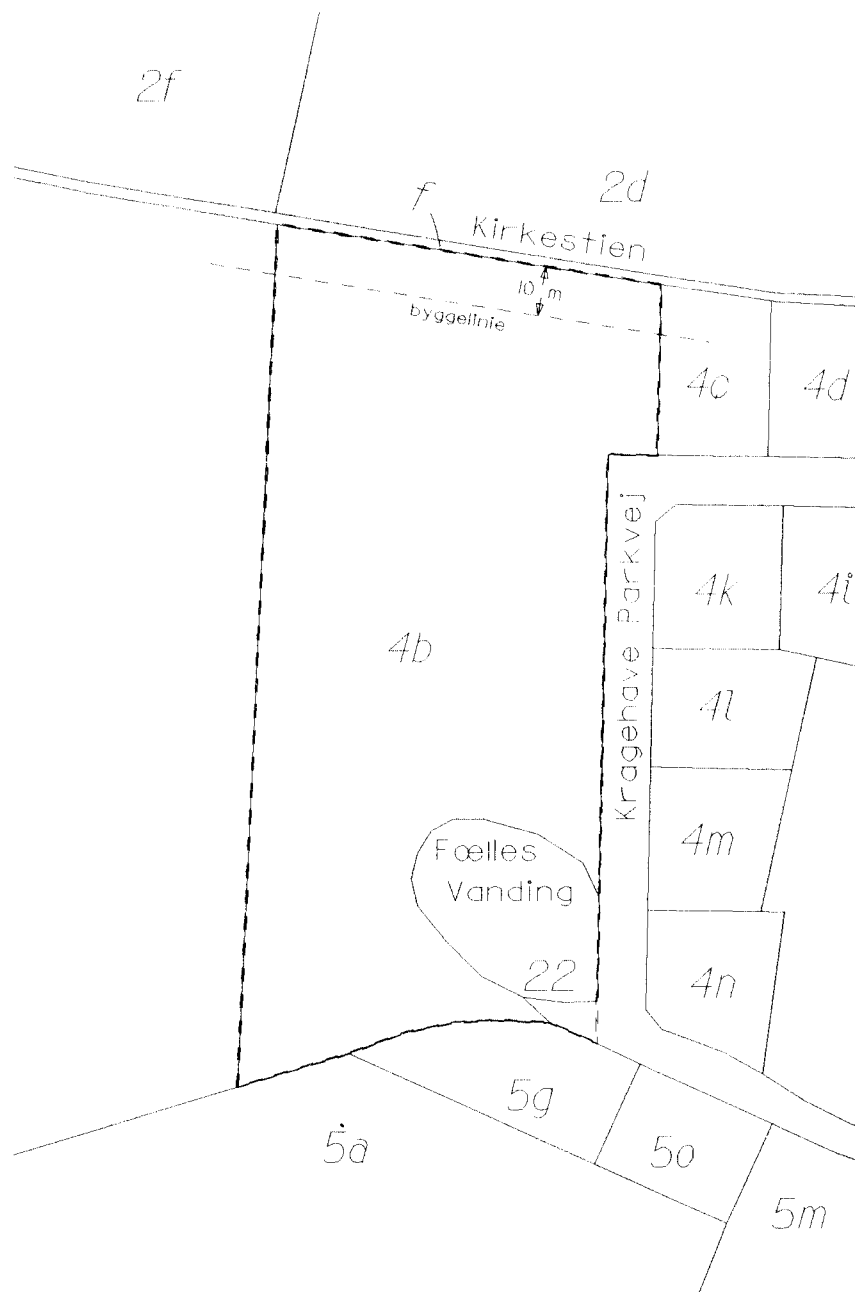 2f
2d
f
Kirkestien
10 m
byggelinie
4c
4d
Kragehave Parkvej
4k
4i
4b
4l
4m
Fælles
Vanding
22
4n
5g
5a
5o
5m